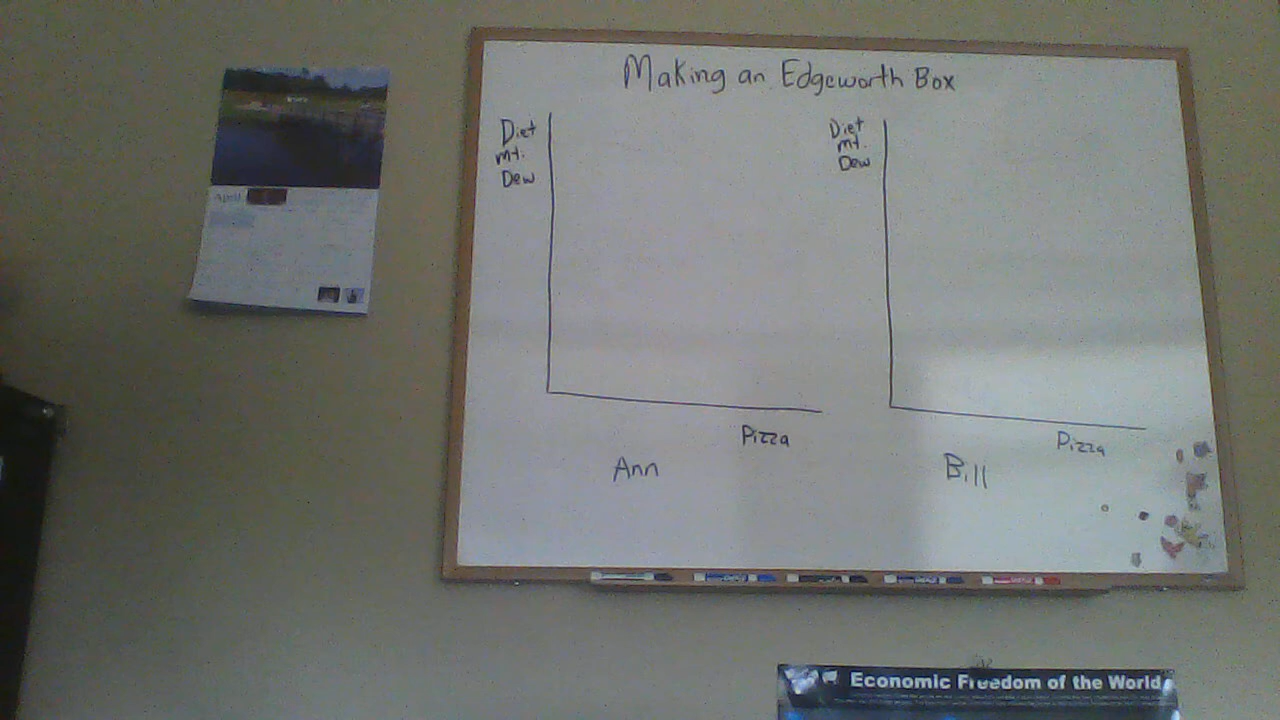 Making an Edgeworth Box
Diet
Mt.
Dew
Pizza
Ann
Diet
Mt.
Dew
Pizza
Bill
April
Economic Freedom of the World